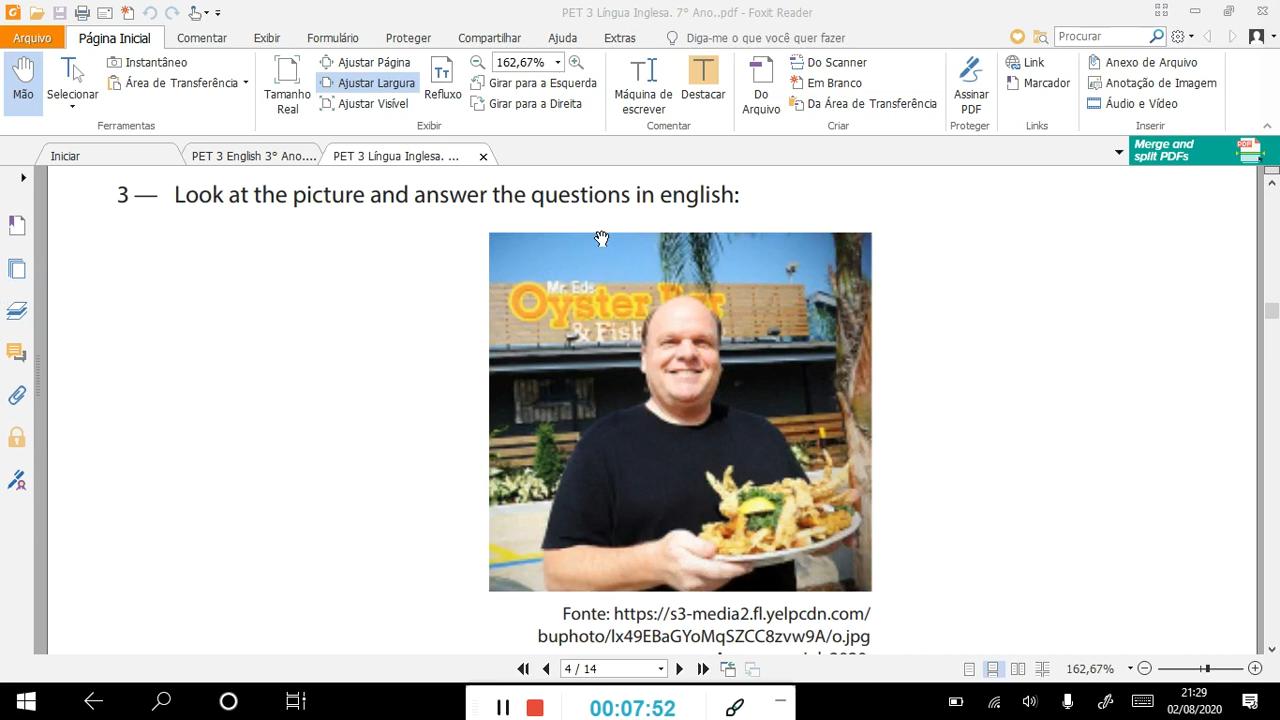 PET 3 Língua Inglesa. 7° Ano..pdf - Foxit Reader
Arquivo
Página Inicial
Comentar
Exibir
Formulário
Proteger
Compartilhar
Ajuda
Extras
Diga-me o que você quer fazer
Procurar
Mão
Selecionar
Instantâneo
Área de Transferência
Ferramentas
Tamanho
Real
Ajustar Página
Ajustar Largura
Ajustar Visível
Refluxo
162,67%
Girar para a Esquerda
Girar para a Direita
Exibir
Máquina de
escrever
Destacar
Comentar
Do
Arquivo
Do Scanner
Em Branco
Da Área de Transferência
Criar
Assinar
PDF
Proteger
Link
Marcador
Links
Anexo de Arquivo
Anotação de Imagem
Áudio e Vídeo
Inserir
Iniciar
PET 3 English 3° Ano....
PET 3 Língua Inglesa. ...
Merge and
split PDFs
3 — Look at the picture and answer the questions in english:
Mr. Eds
Oyster Bar
& Fish
Fonte: https://s3-media2.fl.yelpcdn.com/
buphoto/lx49EBaGYoMqSZCC8zvw9A/o.jpg
4 / 14
162,67%
00:07:52
21:29
02/08/2020